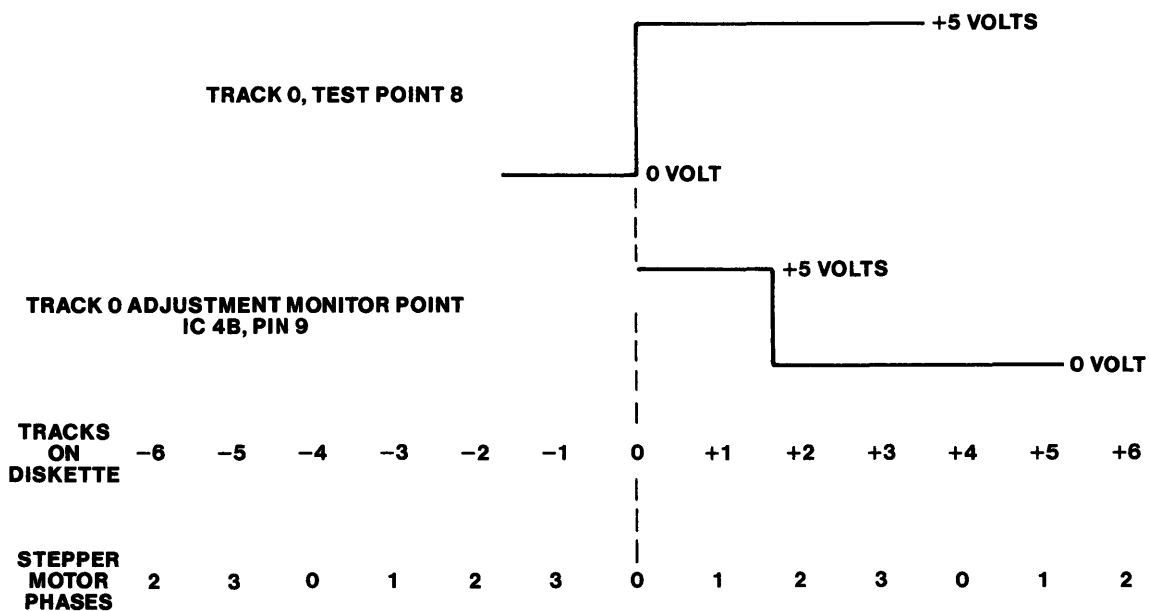 +5 VOLTS
TRACK 0, TEST POINT 8
0 VOLT
+5 VOLTS
TRACK 0 ADJUSTMENT MONITOR POINT
IC 4B, PIN 9
0 VOLT
TRACKS
ON
DISKETTE
−6 −5 −4 −3 −2 −1 0 +1 +2 +3 +4 +5 +6
STEPPER
MOTOR
PHASES
2 3 0 1 2 3 0 1 2 3 0 1 2